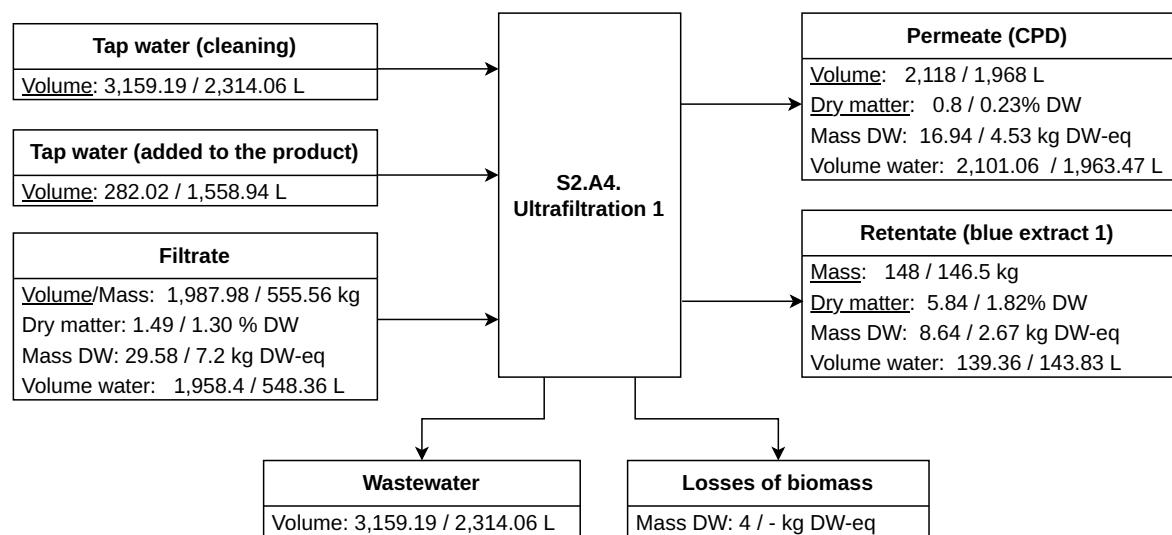 Tap water (cleaning)
Volume: 3,159.19 / 2,314.06 L
Tap water (added to the product)
Volume: 282.02 / 1,558.94 L
Filtrate
Volume/Mass: 1,987.98 / 555.56 kg
Dry matter: 1.49 / 1.30 % DW
Mass DW: 29.58 / 7.2 kg DW-eq
Volume water: 1,958.4 / 548.36 L
S2.A4.
Ultrafiltration 1
Permeate (CPD)
Volume: 2,118 / 1,968 L
Dry matter: 0.8 / 0.23% DW
Mass DW: 16.94 / 4.53 kg DW-eq
Volume water: 2,101.06 / 1,963.47 L
Retentate (blue extract 1)
Mass: 148 / 146.5 kg
Dry matter: 5.84 / 1.82% DW
Mass DW: 8.64 / 2.67 kg DW-eq
Volume water: 139.36 / 143.83 L
Wastewater
Volume: 3,159.19 / 2,314.06 L
Losses of biomass
Mass DW: 4 / - kg DW-eq